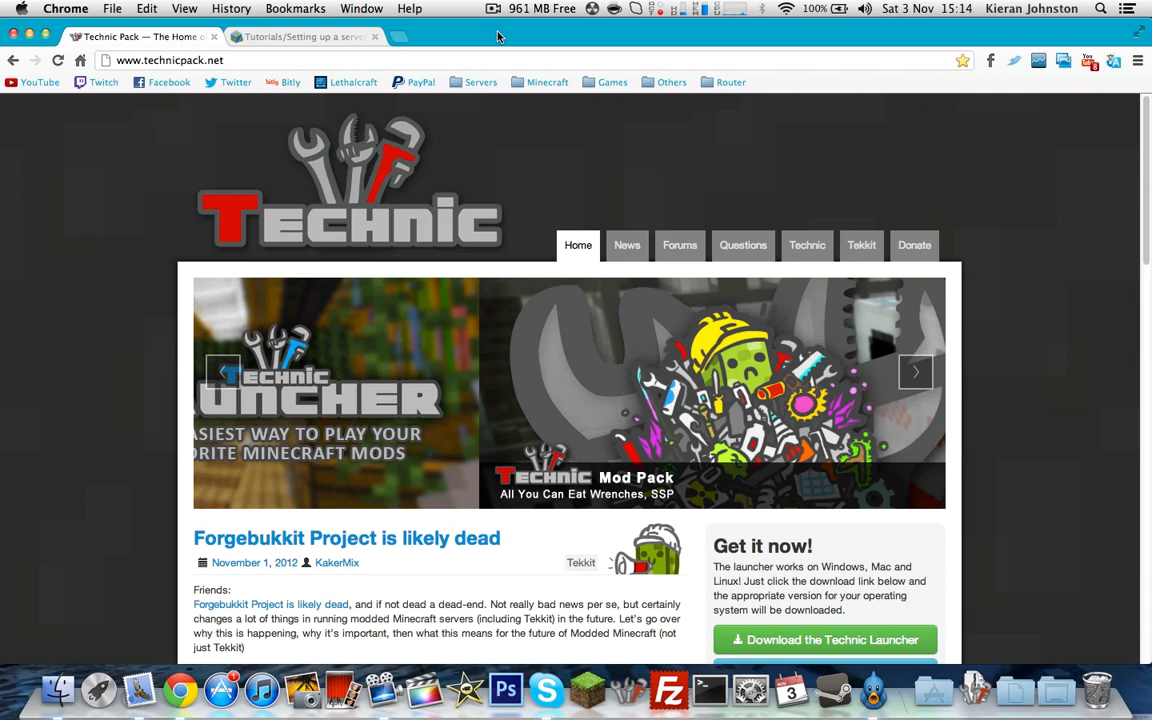 Chrome File Edit View History Bookmarks Window Help 961 MB Free 100% Sat 3 Nov 15:14 Kieran Johnston
Technic Pack — The Home o Tutorials/Setting up a serve
www.technicpack.net
YouTube Twitch Facebook Twitter bitly Bitly Lethalcraft PayPal Servers Minecraft Games Others Router
TECHNIC
Home News Forums Questions Technic Tekkit Donate
TECHNIC
AUNCHER
ASIEST WAY TO PLAY YOUR
ORITE MINECRAFT MODS
TECHNIC Mod Pack
All You Can Eat Wrenches, SSP
Forgebukkit Project is likely dead
November 1, 2012 KakerMix Tekkit
Friends:
Forgebukkit Project is likely dead, and if not dead a dead-end. Not really bad news per se, but certainly
changes a lot of things in running modded Minecraft servers (including Tekkit) in the future. Let's go over
why this is happening, why it's important, then what this means for the future of Modded Minecraft (not
just Tekkit)
Get it now!
The launcher works on Windows, Mac and
Linux! Just click the download link below and
the appropriate version for your operating
system will be downloaded.
Download the Technic Launcher
1 Ps S Fz 3